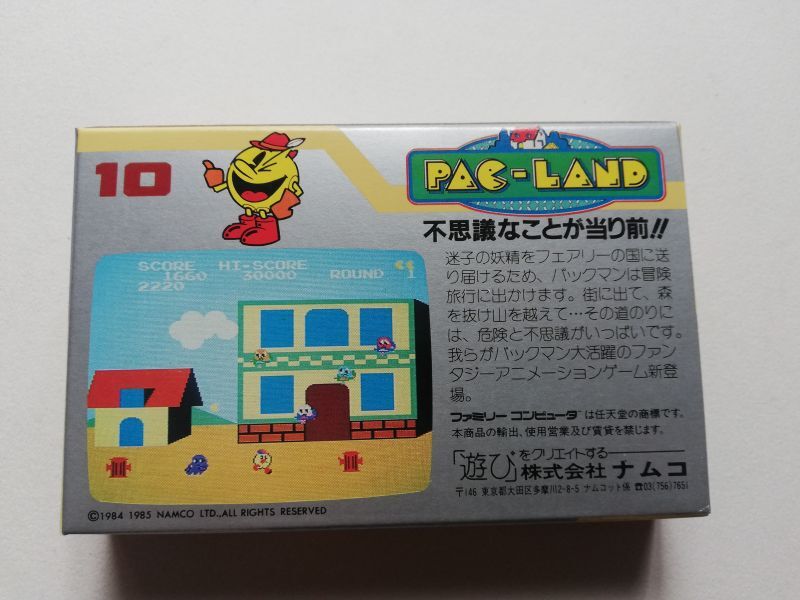 10
PAC-LAND
不思議なことが当り前!!
迷子の妖精をフェアリーの国に送
り届けるため、パックマンは冒険
旅行に出かけます。街に出て、森
を抜け山を越えて…その道のりに
は、危険と不思議がいっぱいです。
我らがパックマン大活躍のファン
タジーアニメーションゲーム新登
場。
SCORE HI-SCORE
1660 30000 ROUND 1
2220
ファミリーコンピュータ は任天堂の商標です。
本商品の輸出、使用営業及び賃貸を禁じます。
「遊び」をクリエイトする
株式会社 ナムコ
〒146 東京都大田区多摩川2-8-5 ナムコット係 ☎03(756)7651
©1984 1985 NAMCO LTD.,ALL RIGHTS RESERVED